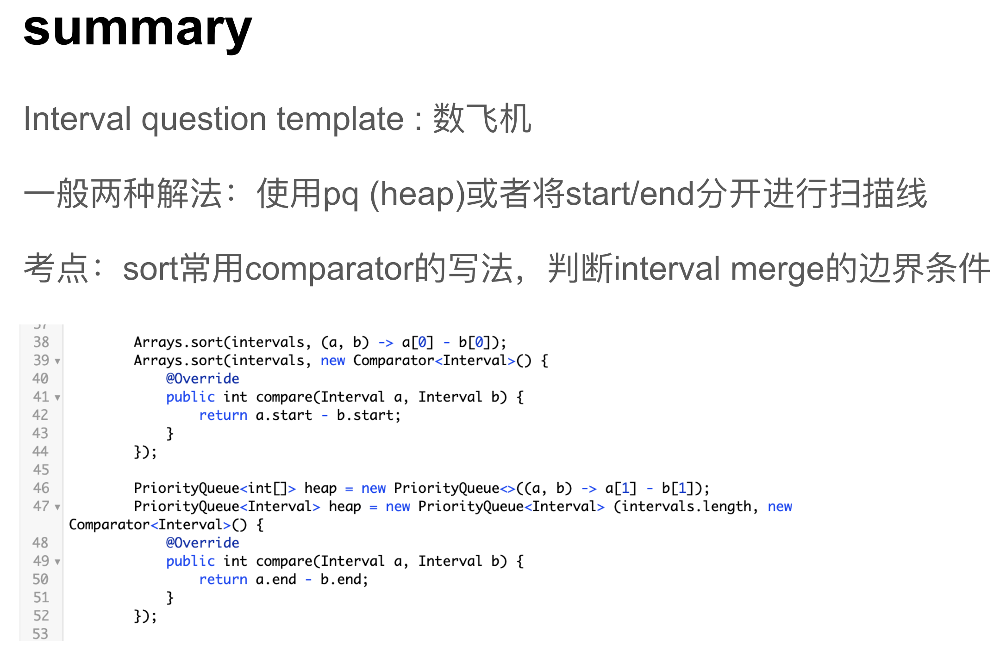 summary
Interval question template : 数飞机
一般两种解法：使用pq (heap)或者将start/end分开进行扫描线
考点：sort常用comparator的写法，判断interval merge的边界条件
37
38 Arrays.sort(intervals, (a, b) -> a[0] - b[0]);
39 Arrays.sort(intervals, new Comparator<Interval>() {
40 @Override
41 public int compare(Interval a, Interval b) {
42 return a.start - b.start;
43 }
44 });
45
46 PriorityQueue<int[]> heap = new PriorityQueue<>((a, b) -> a[1] - b[1]);
47 PriorityQueue<Interval> heap = new PriorityQueue<Interval> (intervals.length, new
Comparator<Interval>() {
48 @Override
49 public int compare(Interval a, Interval b) {
50 return a.end - b.end;
51 }
52 });
53